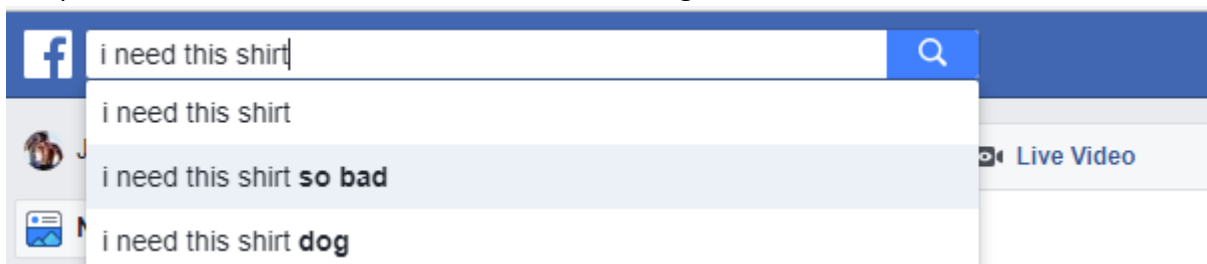 f
i need this shirt
i need this shirt
J
Live Video
i need this shirt so bad
N
i need this shirt dog